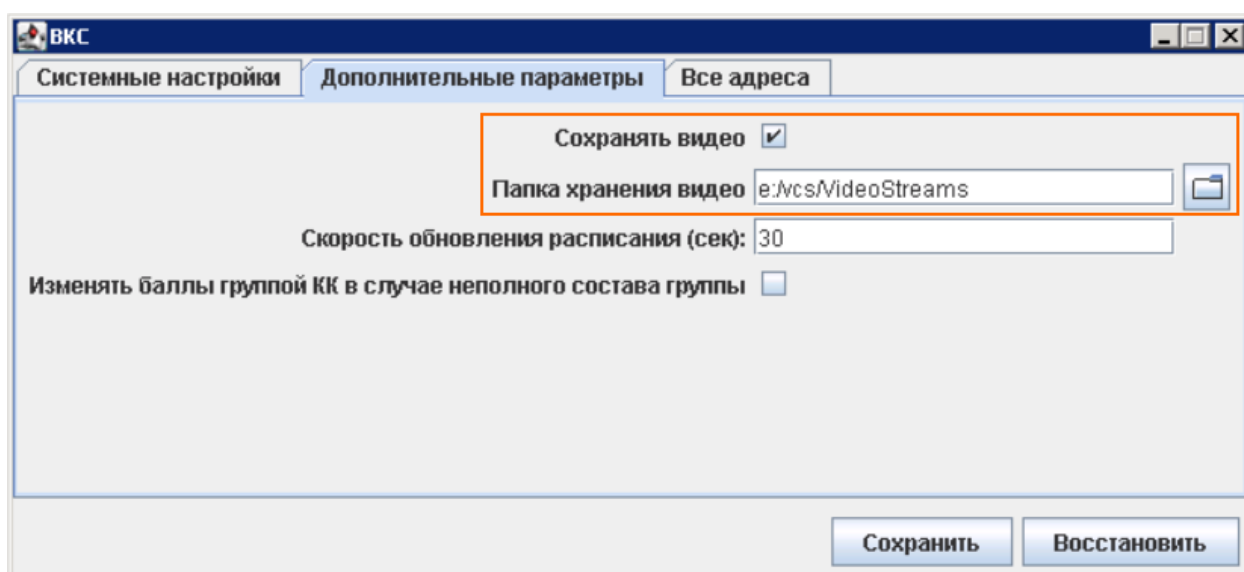 ВКС
Системные настройки Дополнительные параметры Все адреса
Сохранять видео
Папка хранения видео e:/vcs/VideoStreams
Скорость обновления расписания (сек): 30
Изменять баллы группой КК в случае неполного состава группы
Сохранить Восстановить